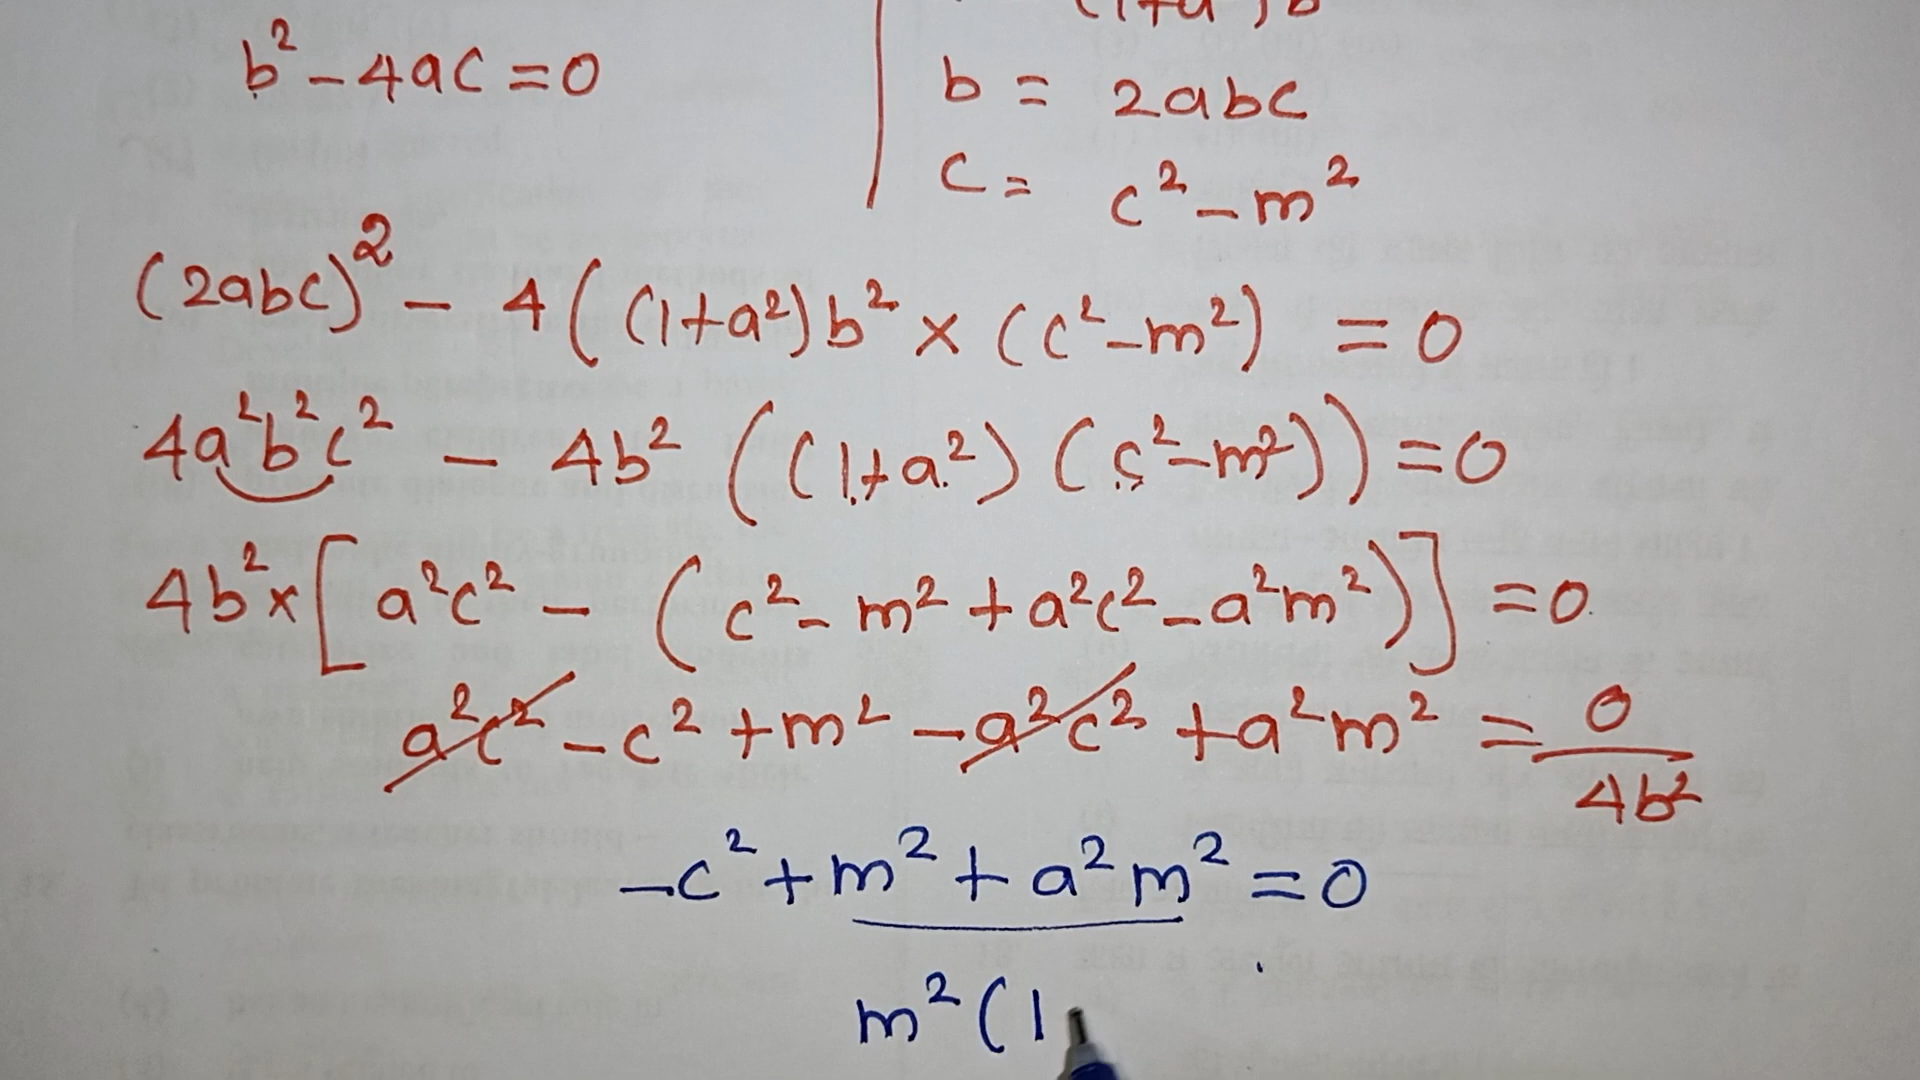 (1+a²)b
b² - 4ac = 0
b = 2abc
c = c² - m²
(2abc)² - 4((1+a²)b² × (c² - m²) = 0
4a²b²c² - 4b² ((1+a²) (c² - m²)) = 0
4b² × [a²c² - (c² - m² + a²c² - a²m²)] = 0
a²c² - c² + m² - a²c² + a²m² = 0/4b²
-c² + m² + a²m² = 0
m² (1